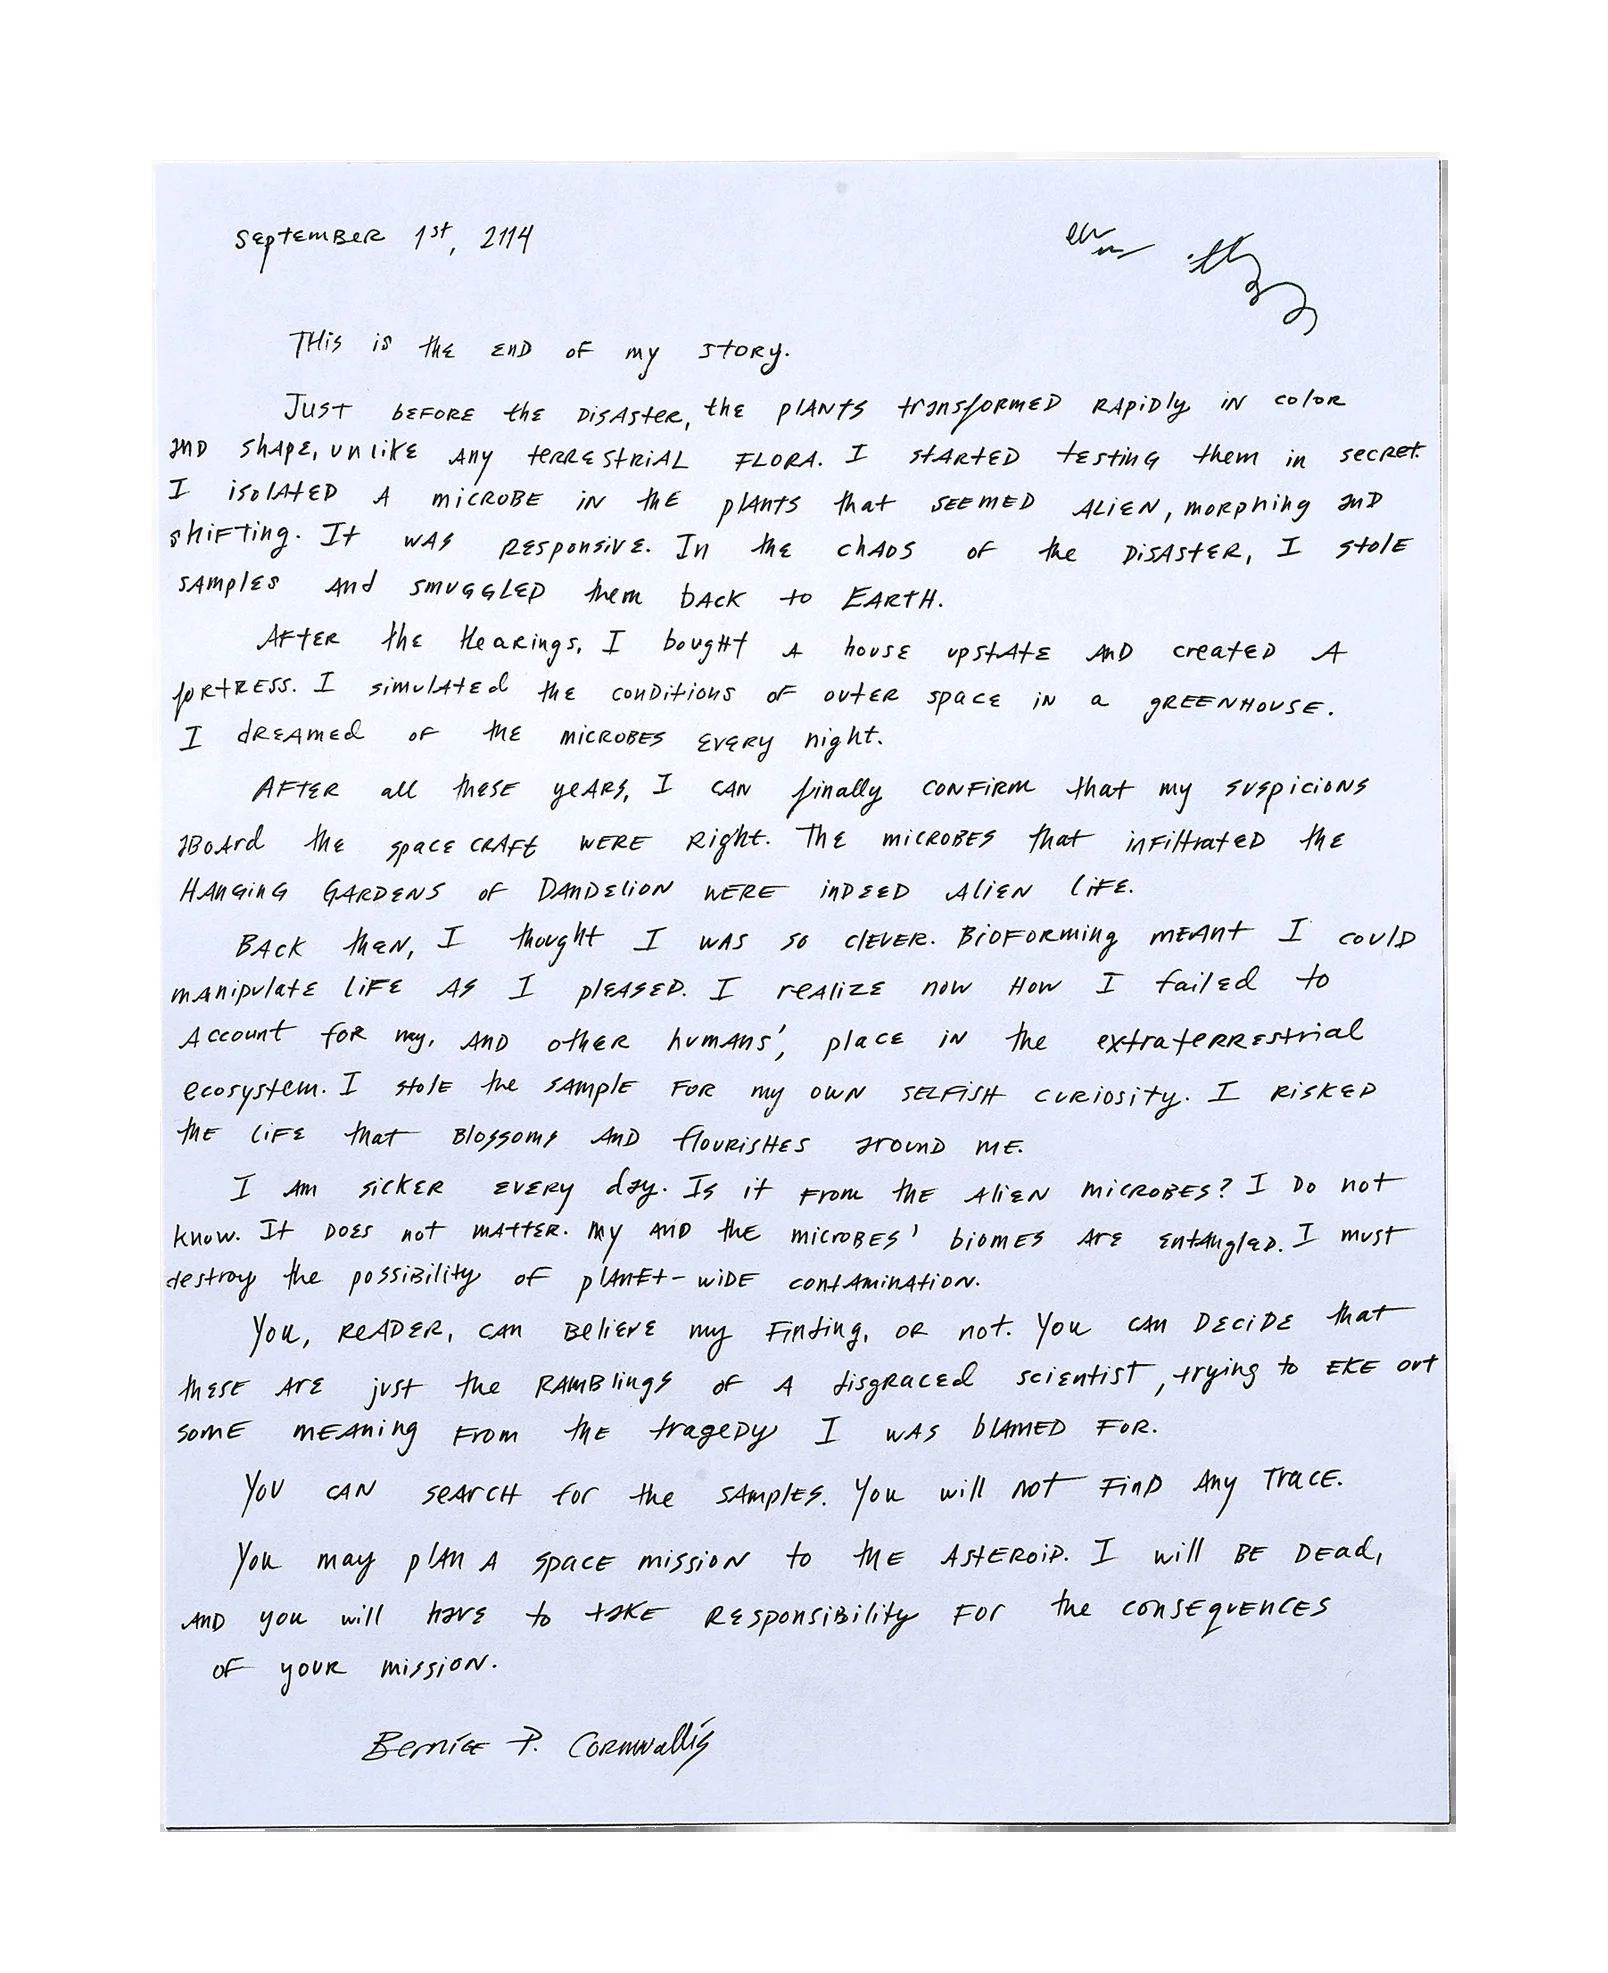 September 1st, 2114
This is the end of my story.
Just before the disaster, the plants transformed rapidly in color
and shape, unlike any terrestrial flora. I started testing them in secret.
I isolated a microbe in the plants that seemed alien, morphing and
shifting. It was responsive. In the chaos of the disaster, I stole
samples and smuggled them back to Earth.
After the hearings, I bought a house upstate and created a
fortress. I simulated the conditions of outer space in a greenhouse.
I dreamed of the microbes every night.
After all these years, I can finally confirm that my suspicions
aboard the spacecraft were right. The microbes that infiltrated the
Hanging Gardens of Dandelion were indeed alien life.
Back then, I thought I was so clever. Bioforming meant I could
manipulate life as I pleased. I realize now how I failed to
account for my, and other humans', place in the extraterrestrial
ecosystem. I stole the sample for my own selfish curiosity. I risked
the life that blossoms and flourishes around me.
I am sicker every day. Is it from the alien microbes? I do not
know. It does not matter. My and the microbes' biomes are entangled. I must
destroy the possibility of planet-wide contamination.
You, reader, can believe my finding, or not. You can decide that
these are just the ramblings of a disgraced scientist, trying to eke out
some meaning from the tragedy I was blamed for.
You can search for the samples. You will not find any trace.
You may plan a space mission to the asteroid. I will be dead,
and you will have to take responsibility for the consequences
of your mission.
Bernice P. Cornwallis